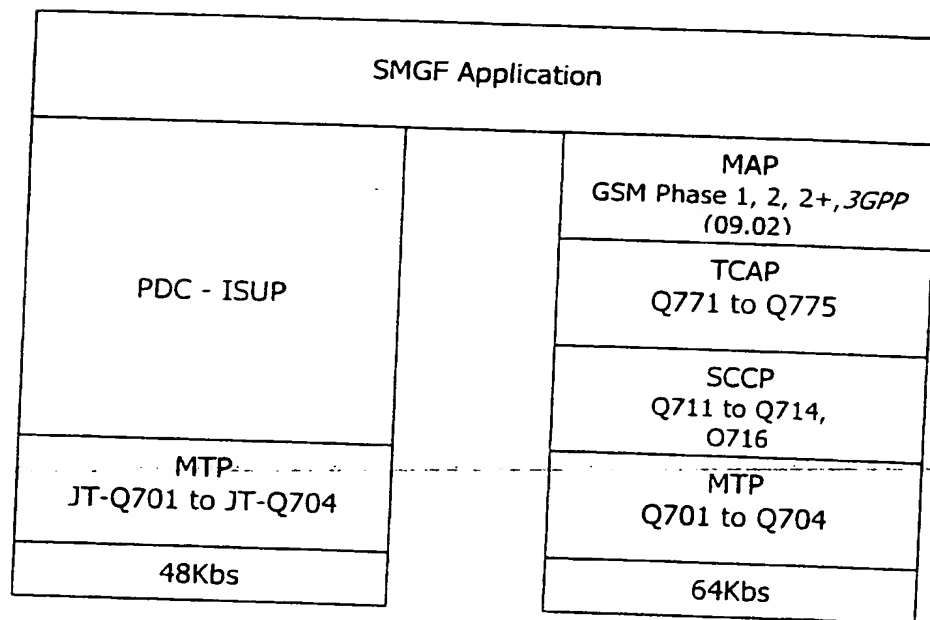 SMGF Application
PDC - ISUP
MTP
JT-Q701 to JT-Q704
48Kbs
MAP
GSM Phase 1, 2, 2+, 3GPP
(09.02)
TCAP
Q771 to Q775
SCCP
Q711 to Q714,
Q716
MTP
Q701 to Q704
64Kbs